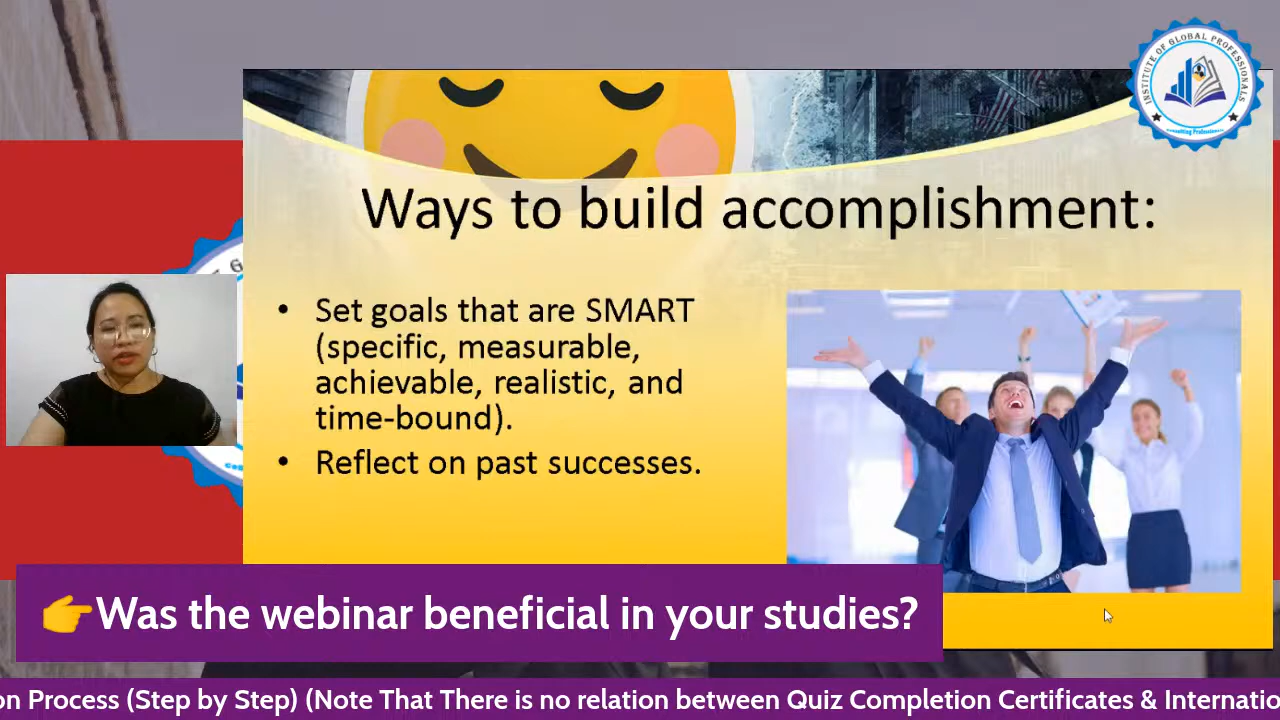 INSTITUTE OF GLOBAL PROFESSIONALS
Consulting Professionals
Ways to build accomplishment:
• Set goals that are SMART
(specific, measurable,
achievable, realistic, and
time-bound).
• Reflect on past successes.
👉Was the webinar beneficial in your studies?
on Process (Step by Step) (Note That There is no relation between Quiz Completion Certificates & Internatio